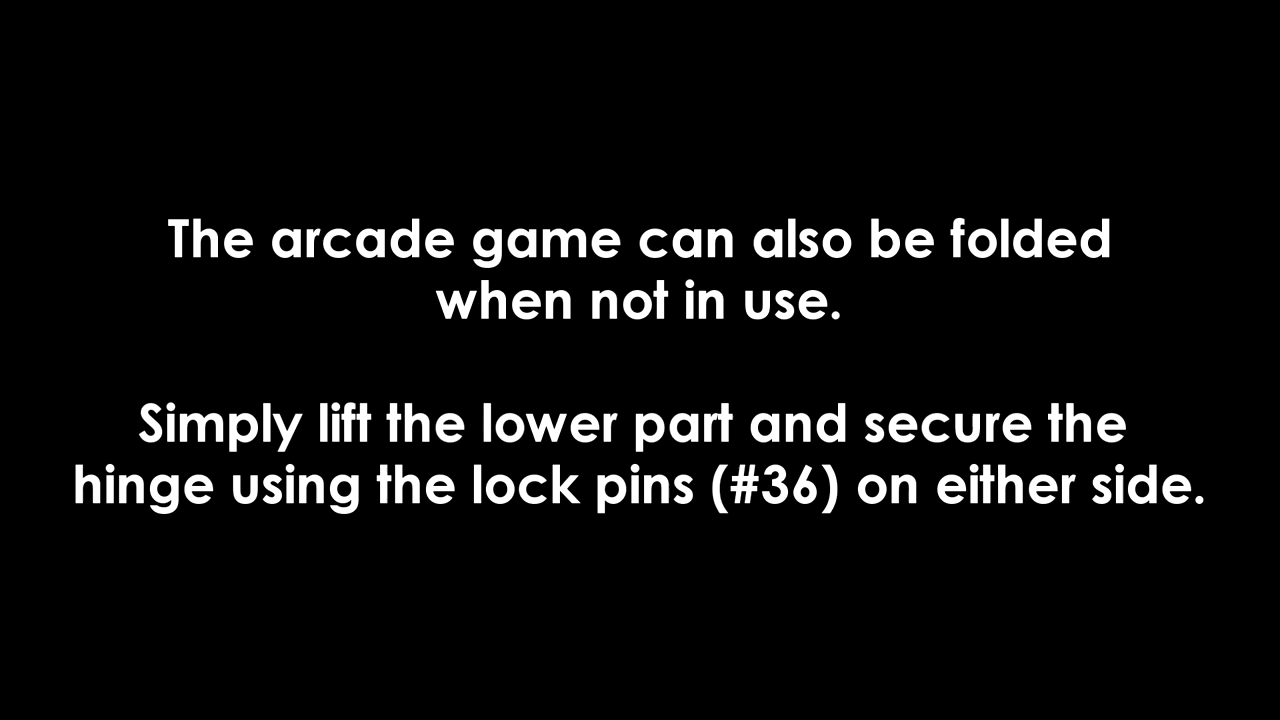 The arcade game can also be folded
when not in use.
Simply lift the lower part and secure the
hinge using the lock pins (#36) on either side.